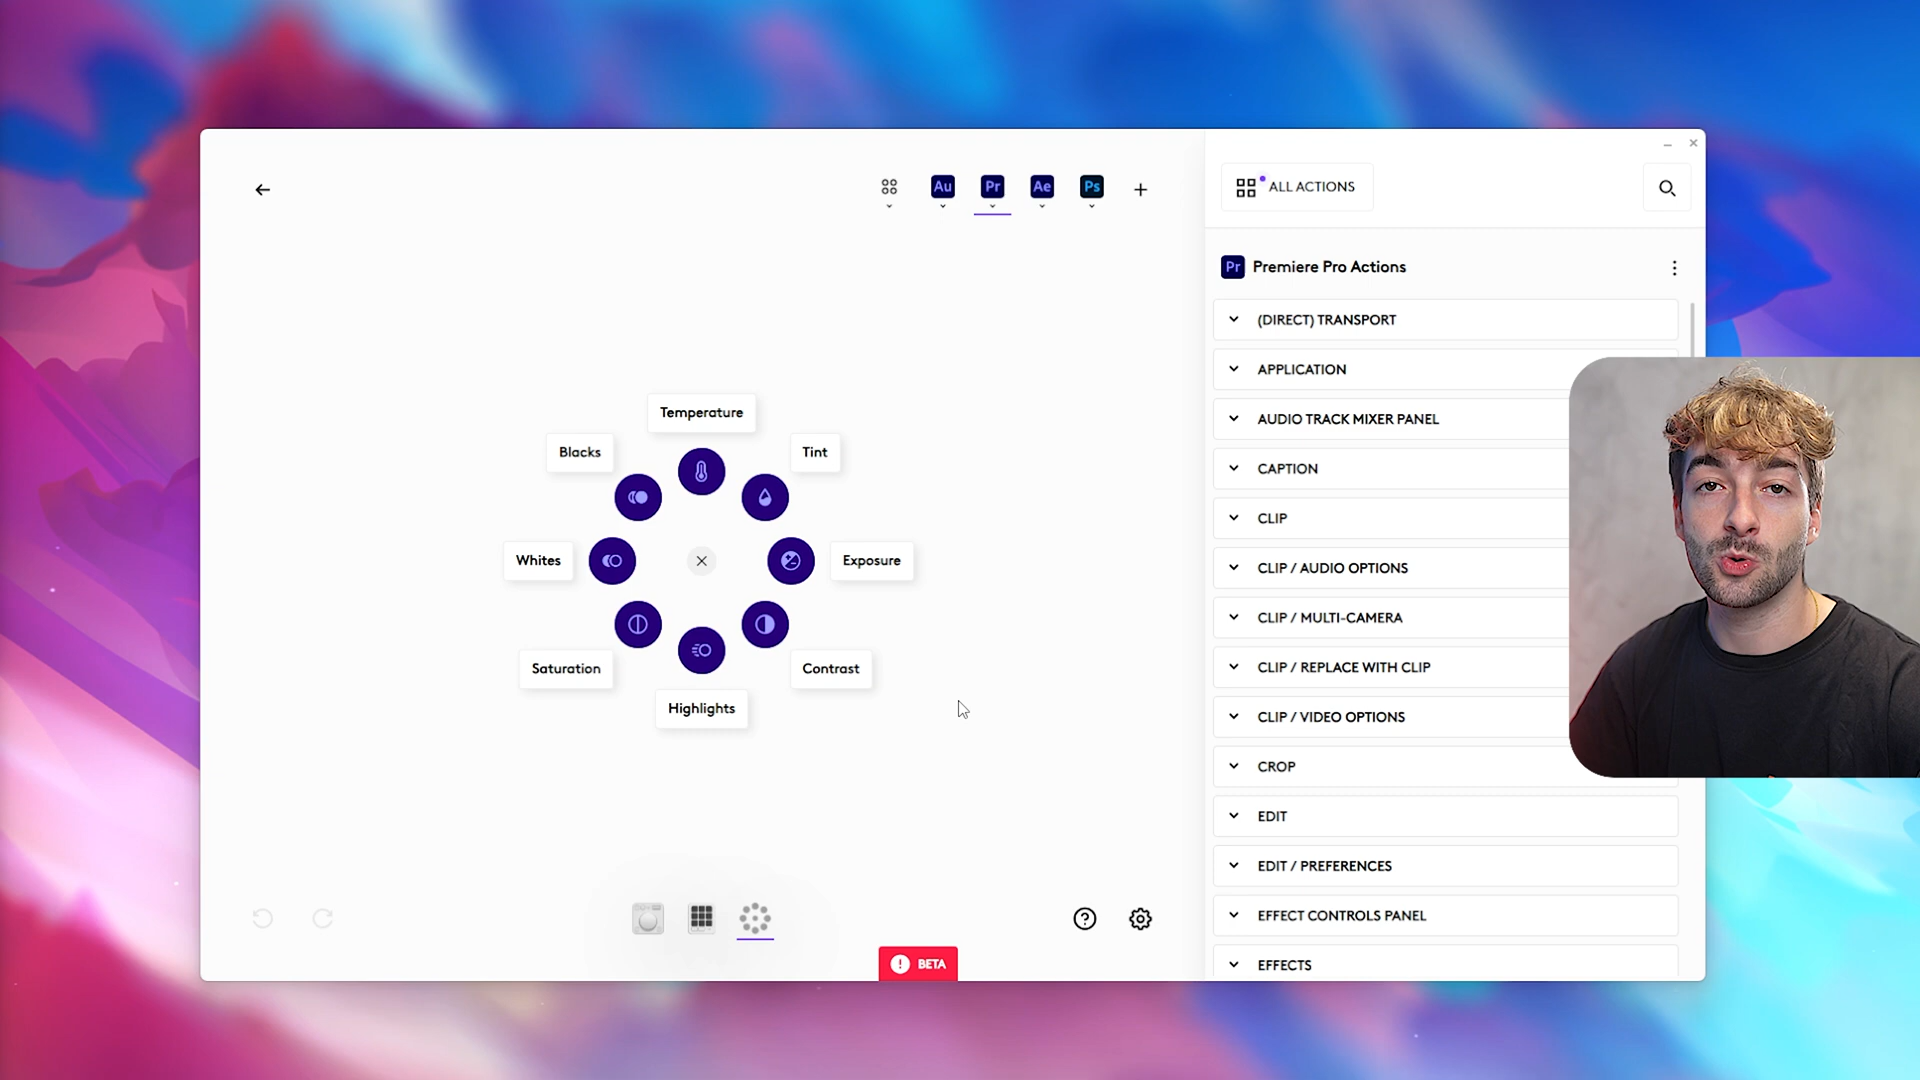 Au
Pr
Ae
Ps
ALL ACTIONS
Pr Premiere Pro Actions
(DIRECT) TRANSPORT
APPLICATION
AUDIO TRACK MIXER PANEL
CAPTION
CLIP
CLIP / AUDIO OPTIONS
CLIP / MULTI-CAMERA
CLIP / REPLACE WITH CLIP
CLIP / VIDEO OPTIONS
CROP
EDIT
EDIT / PREFERENCES
EFFECT CONTROLS PANEL
EFFECTS
Temperature
Blacks
Tint
Whites
Exposure
Saturation
Contrast
Highlights
BETA